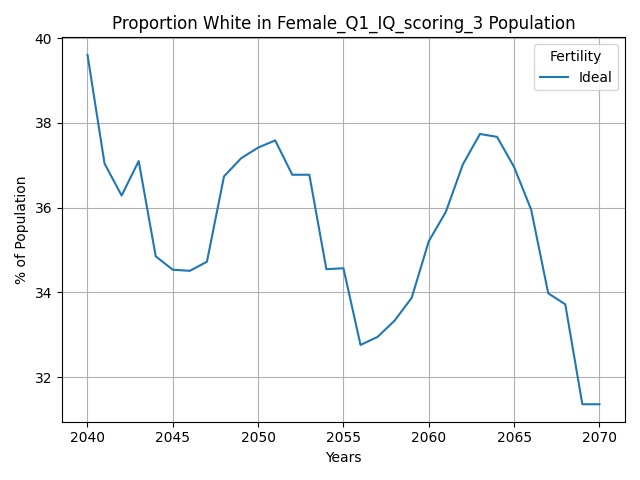 Proportion White in Female_Q1_IQ_scoring_3 Population
% of Population
40
38
36
34
32
Fertility
Ideal
2040 2045 2050 2055 2060 2065 2070
Years